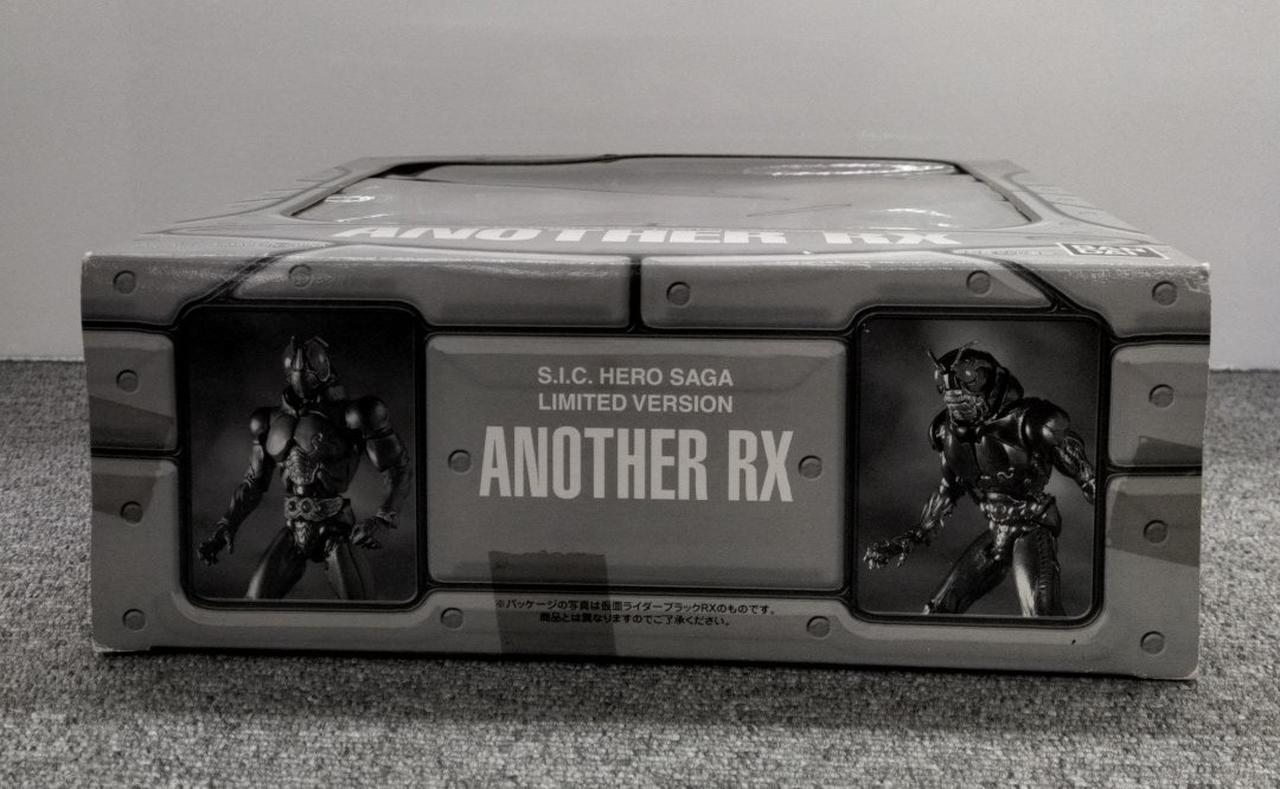 ANOTHER RX
BANDAI
S.I.C. HERO SAGA
LIMITED VERSION
ANOTHER RX
※パッケージの写真は仮面ライダーブラックRXのものです。
商品とは異なりますのでご了承ください。